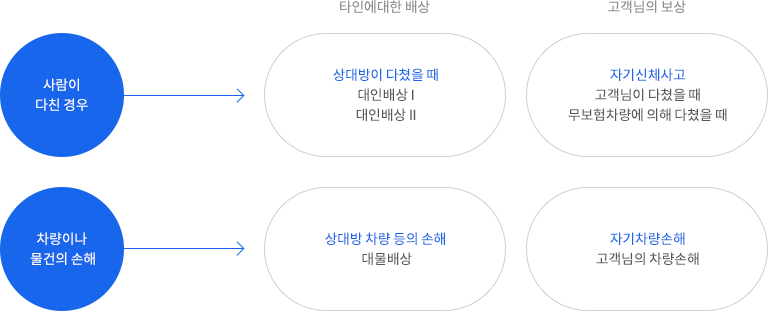 타인에대한 배상
고객님의 보상
사람이
다친 경우
상대방이 다쳤을 때
대인배상 I
대인배상 II
자기신체사고
고객님이 다쳤을 때
무보험차량에 의해 다쳤을 때
차량이나
물건의 손해
상대방 차량 등의 손해
대물배상
자기차량손해
고객님의 차량손해